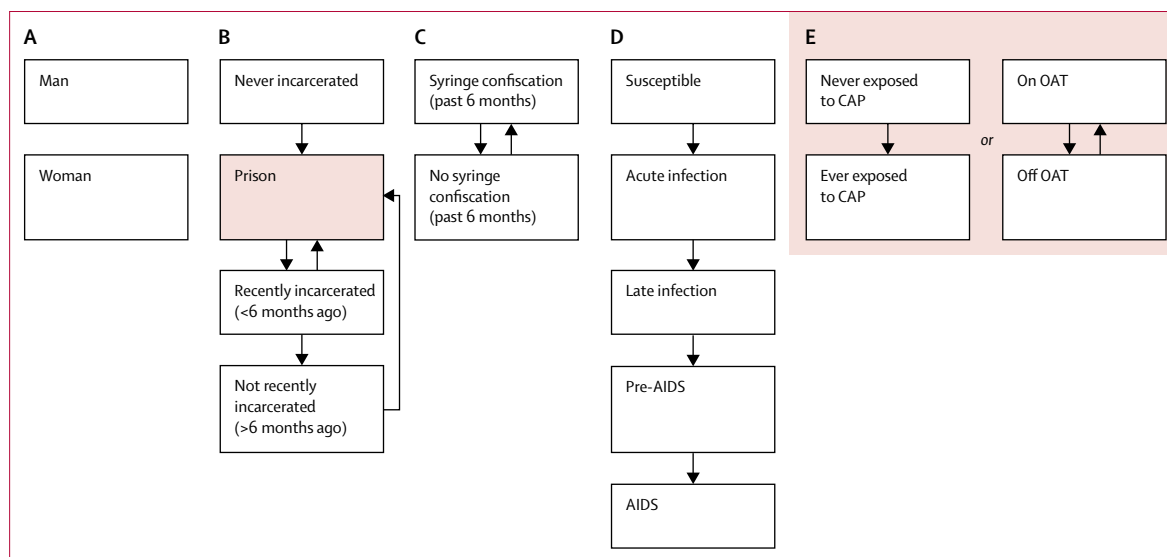 A
Man
Woman
B
Never incarcerated
Prison
Recently incarcerated
(<6 months ago)
Not recently
incarcerated
(>6 months ago)
C
Syringe confiscation
(past 6 months)
No syringe
confiscation
(past 6 months)
D
Susceptible
Acute infection
Late infection
Pre-AIDS
AIDS
E
Never exposed
to CAP
Ever exposed
to CAP
or
On OAT
Off OAT